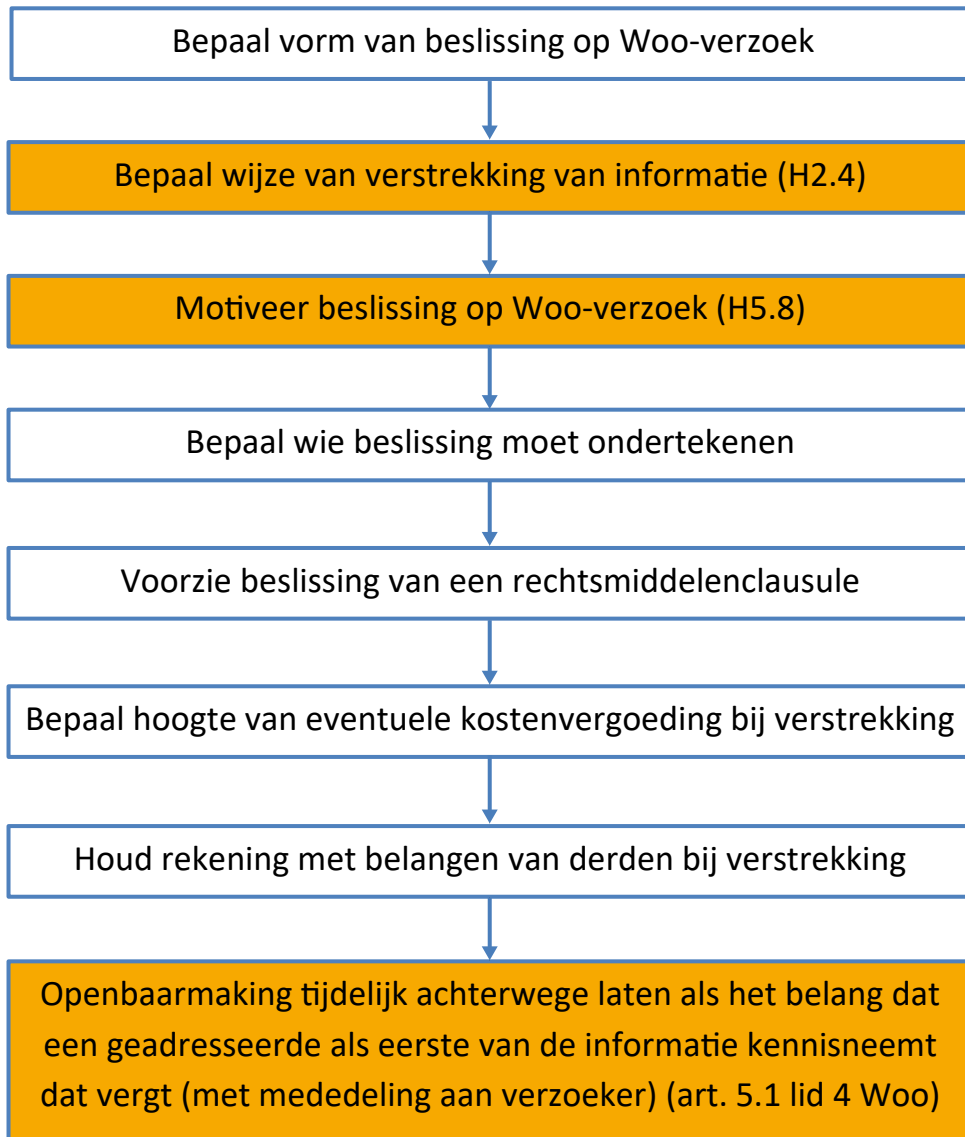 Bepaal vorm van beslissing op Woo-verzoek
Bepaal wijze van verstrekking van informatie (H2.4)
Motiveer beslissing op Woo-verzoek (H5.8)
Bepaal wie beslissing moet ondertekenen
Voorzie beslissing van een rechtsmiddelenclausule
Bepaal hoogte van eventuele kostenvergoeding bij verstrekking
Houd rekening met belangen van derden bij verstrekking
Openbaarmaking tijdelijk achterwege laten als het belang dat
een geadresseerde als eerste van de informatie kennisneemt
dat vergt (met mededeling aan verzoeker) (art. 5.1 lid 4 Woo)